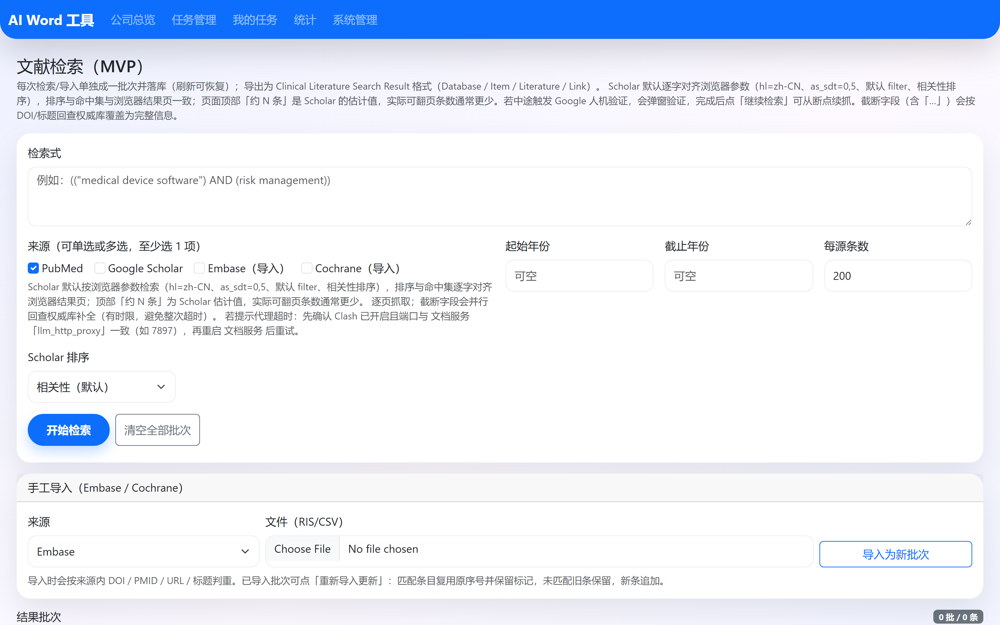 AI Word 工具 公司总览 任务管理 我的任务 统计 系统管理
文献检索（MVP）
每次检索/导入单独成一批次并落库（刷新可恢复）；导出为 Clinical Literature Search Result 格式（Database / Item / Literature / Link）。 Scholar 默认逐字对齐浏览器参数（hl=zh-CN、as_sdt=0,5、默认 filter、相关性排
序），排序与命中集与浏览器结果页一致；页面顶部「约 N 条」是 Scholar 的估计值，实际可翻页条数通常更少。若中途触发 Google 人机验证，会弹窗验证，完成后点「继续检索」可从断点续抓。截断字段（含「…」）会按
DOI/标题回查权威库覆盖为完整信息。
检索式
例如：(("medical device software") AND (risk management))
来源（可单选或多选，至少选 1 项） 起始年份 截止年份 每源条数
PubMed Google Scholar Embase（导入） Cochrane（导入）
可空 可空 200
Scholar 默认按浏览器参数检索（hl=zh-CN、as_sdt=0,5、默认 filter、相关性排序），排序与命中集逐字对齐
浏览器结果页；顶部「约 N 条」为 Scholar 估计值，实际可翻页条数通常更少。 逐页抓取；截断字段会并行
回查权威库补全（有时限，避免整次超时）。 若提示代理超时：先确认 Clash 已开启且端口与 文档服务
「llm_http_proxy」一致（如 7897），再重启 文档服务 后重试。
Scholar 排序
相关性（默认）
开始检索 清空全部批次
手工导入（Embase / Cochrane）
来源 文件（RIS/CSV）
Embase Choose File No file chosen 导入为新批次
导入时会按来源内 DOI / PMID / URL / 标题判重。已导入批次可点「重新导入更新」：匹配条目复用原序号并保留标记，未匹配旧条保留，新条追加。
结果批次 0 批 / 0 条